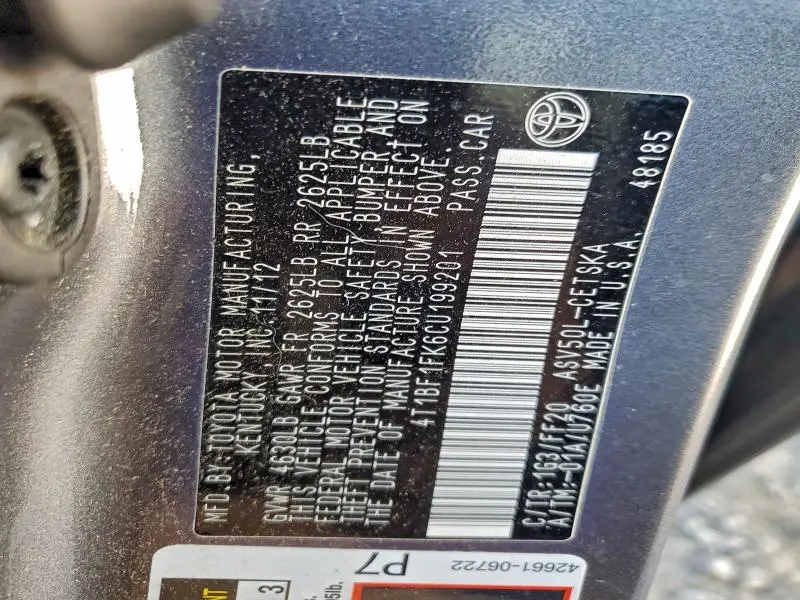 MFD BY:TOYOTA MOTOR MANUFACTURING,
KENTUCKY INC.11/12
GVWR 4630LB GAWR FR 2625LB RR 2625LB
THIS VEHICLE CONFORMS TO ALL APPLICABLE
FEDERAL MOTOR VEHICLE SAFETY BUMPER AND
THEFT PREVENTION STANDARDS IN EFFECT ON
THE DATE OF MANUFACTURE SHOWN ABOVE
4T1BF1FK6CU199201 PASS.CAR
C/TR:1G3/FF20 ASV50L-CETSKA
A/TM:-01A/U760E MADE IN U.S.A. 48185
P7
42661-06722
NT
3
5lb.